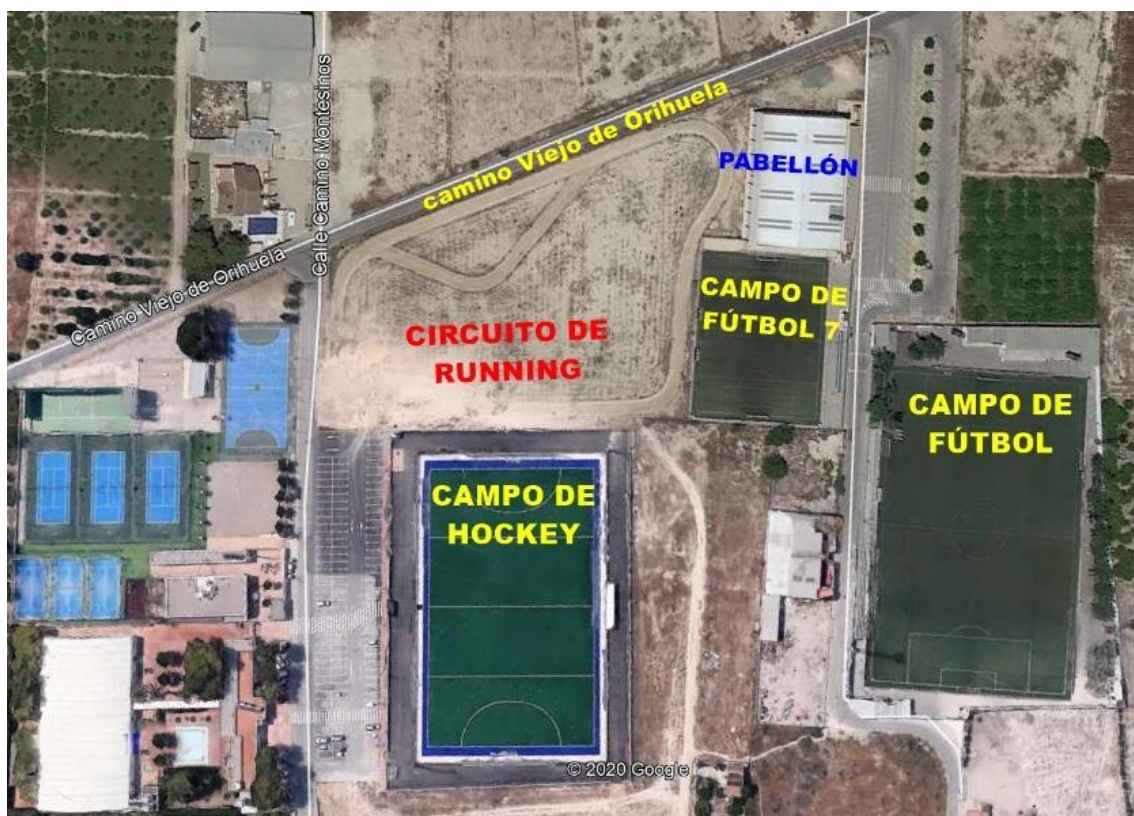 Calle Camino Montesinos
camino Viejo de Orihuela
PABELLÓN
Camino Viejo de Orihuela
CAMPO DE
FÚTBOL 7
CIRCUITO DE
RUNNING
CAMPO DE
FÚTBOL
CAMPO DE
HOCKEY
© 2020 Google